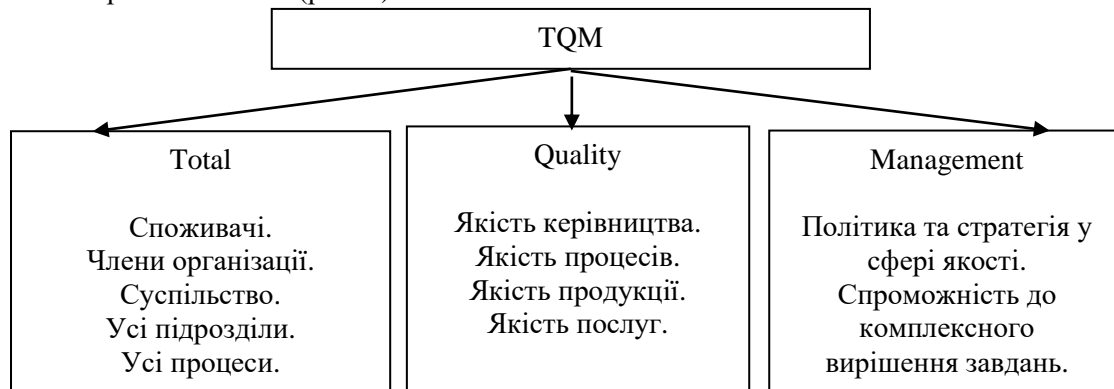 TQM
Total
Споживачі.
Члени організації.
Суспільство.
Усі підрозділи.
Усі процеси.
Quality
Якість керівництва.
Якість процесів.
Якість продукції.
Якість послуг.
Management
Політика та стратегія у
сфері якості.
Спроможність до
комплексного
вирішення завдань.